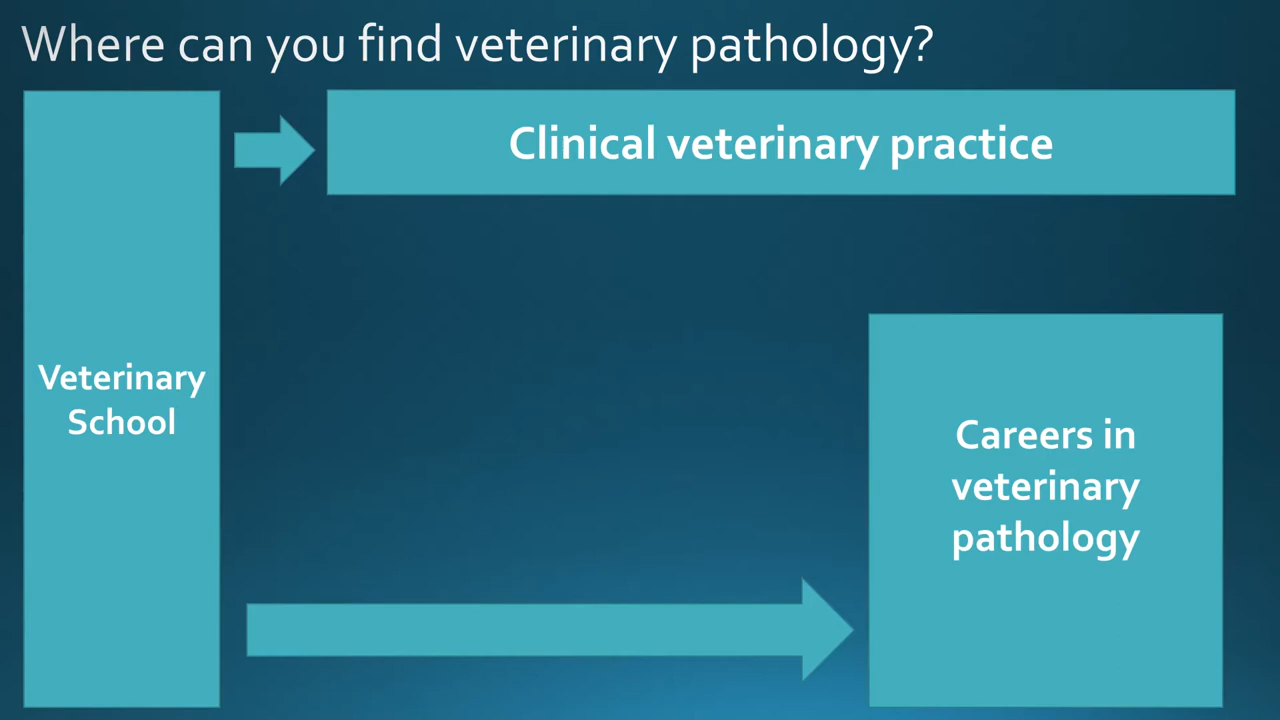 Where can you find veterinary pathology?
Clinical veterinary practice
Veterinary
School
Careers in
veterinary
pathology